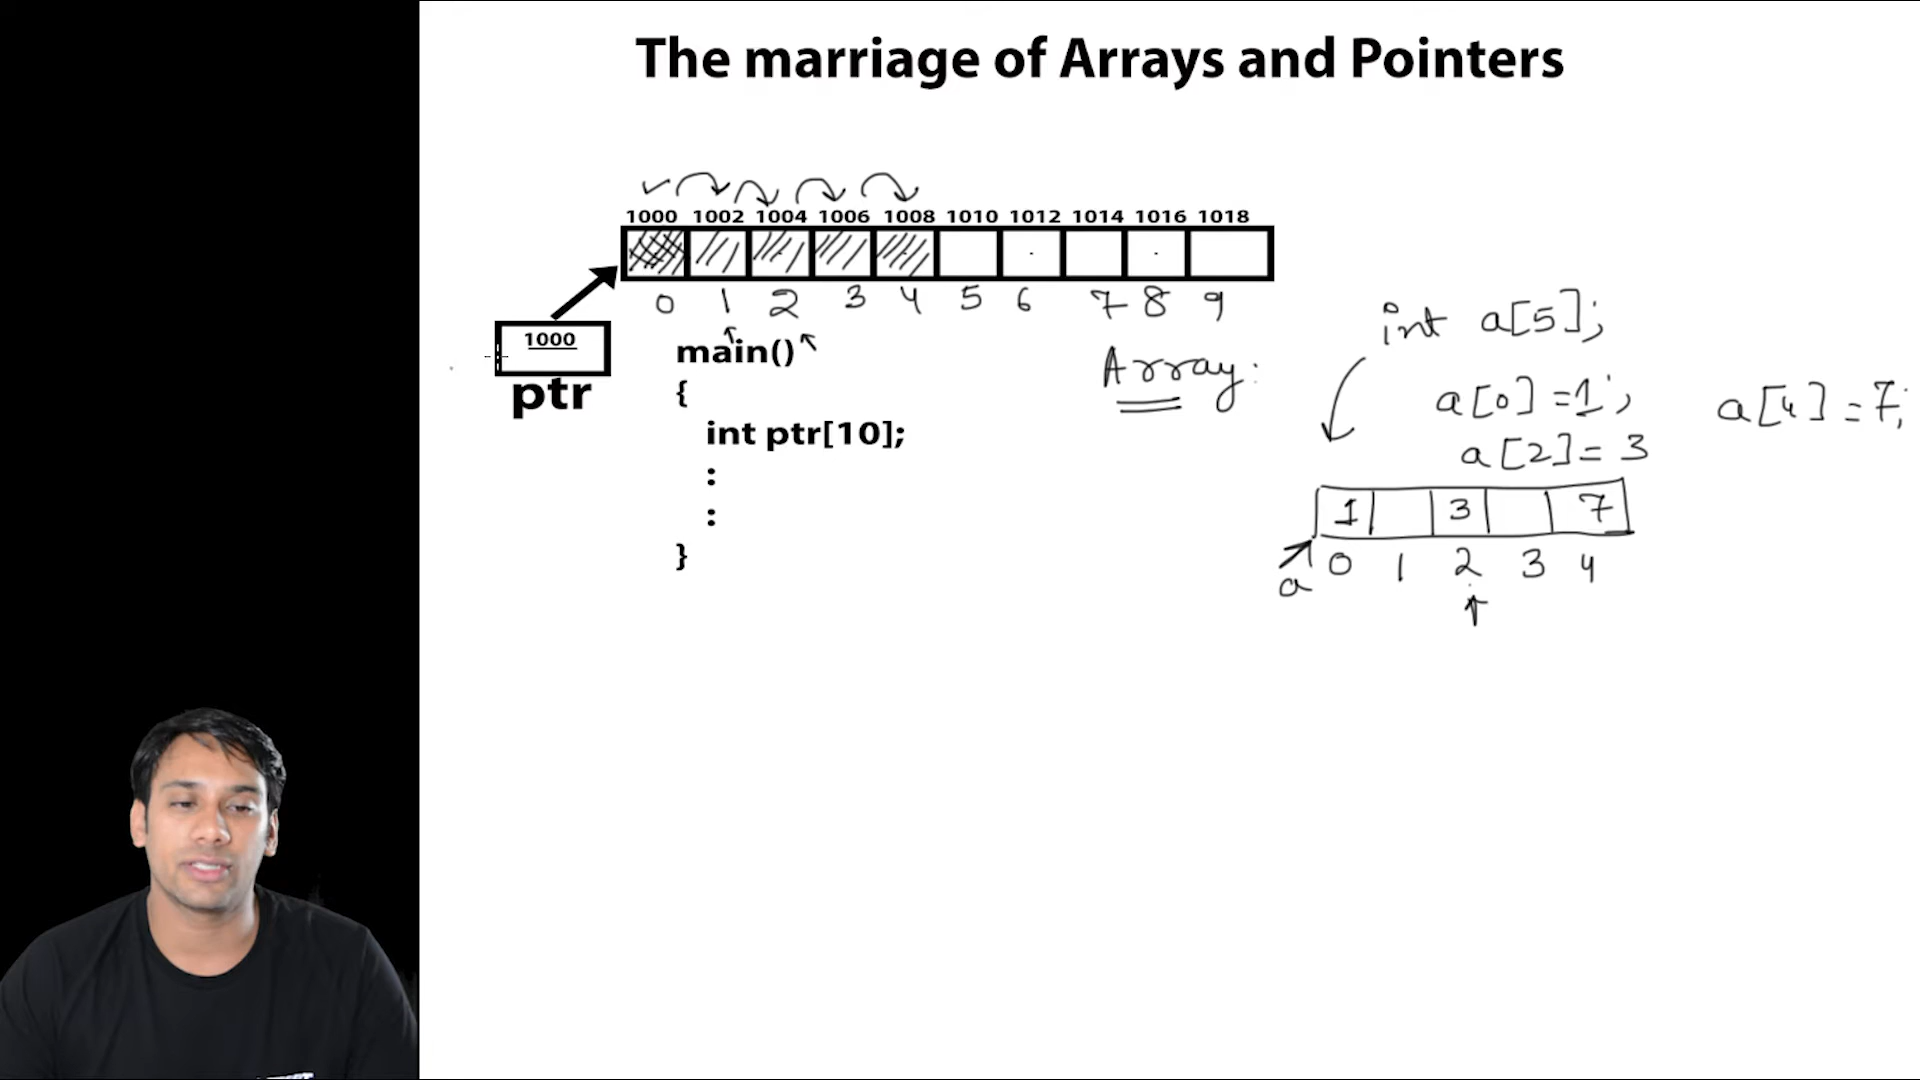 The marriage of Arrays and Pointers
1000 1002 1004 1006 1008 1010 1012 1014 1016 1018
0 1 2 3 4 5 6 7 8 9
1000
ptr
main()
{
int ptr[10];
:
:
}
Array:
int a[5];
a[0]=1; a[4]=7;
a[2]=3
1 3 7
a 0 1 2 3 4